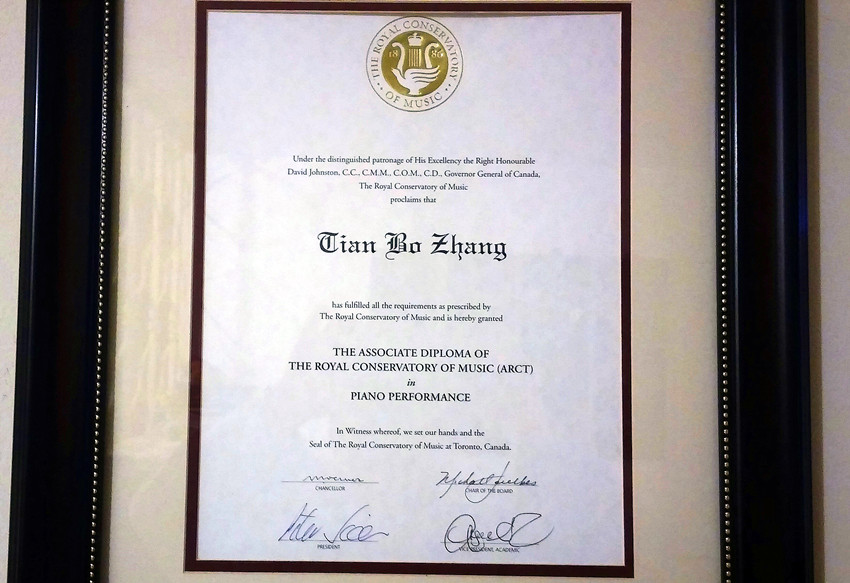 THE ROYAL CONSERVATORY
1886
OF MUSIC
Under the distinguished patronage of His Excellency the Right Honourable
David Johnston, C.C., C.M.M., C.O.M., C.D., Governor General of Canada,
The Royal Conservatory of Music
proclaims that
Tian Bo Zhang
has fulfilled all the requirements as prescribed by
The Royal Conservatory of Music and is hereby granted
THE ASSOCIATE DIPLOMA OF
THE ROYAL CONSERVATORY OF MUSIC (ARCT)
in
PIANO PERFORMANCE
In Witness whereof, we set our hands and the
Seal of The Royal Conservatory of Music at Toronto, Canada.
CHANCELLOR
CHAIR OF THE BOARD
PRESIDENT
VICE PRESIDENT, ACADEMIC